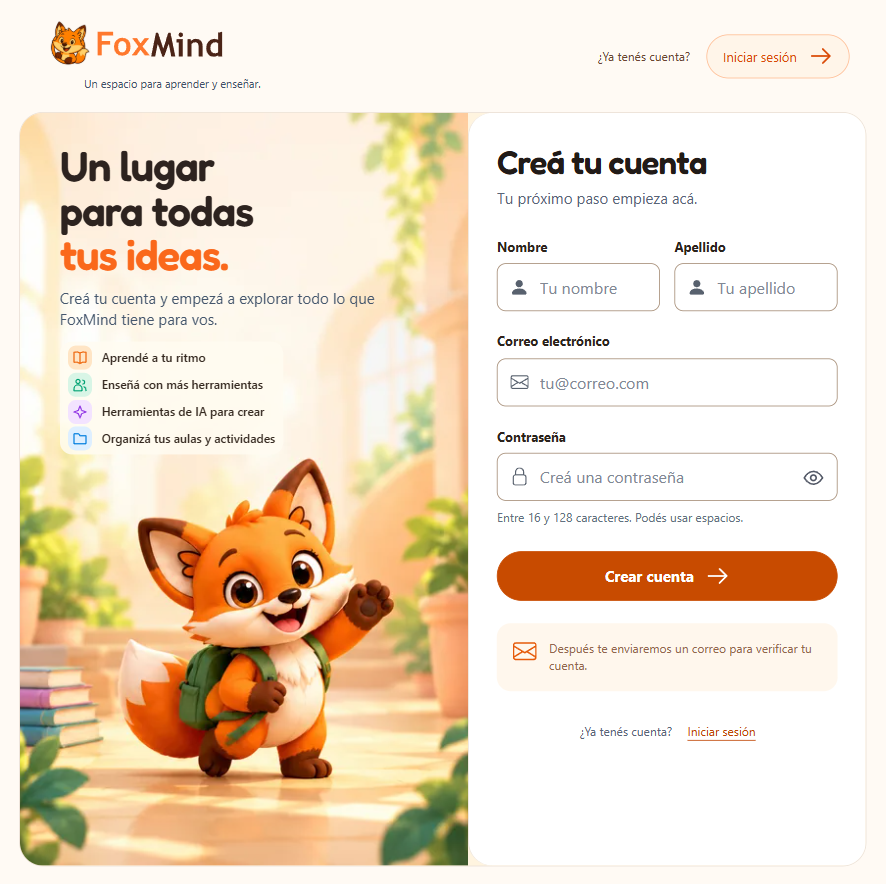 FoxMind
Un espacio para aprender y enseñar.
¿Ya tenés cuenta?
Iniciar sesión
Un lugar
para todas
tus ideas.
Creá tu cuenta y empezá a explorar todo lo que
FoxMind tiene para vos.
Aprendé a tu ritmo
Enseñá con más herramientas
Herramientas de IA para crear
Organizá tus aulas y actividades
Creá tu cuenta
Tu próximo paso empieza acá.
Nombre
Apellido
Tu nombre
Tu apellido
Correo electrónico
tu@correo.com
Contraseña
Creá una contraseña
Entre 16 y 128 caracteres. Podés usar espacios.
Crear cuenta
Después te enviaremos un correo para verificar tu
cuenta.
¿Ya tenés cuenta? Iniciar sesión